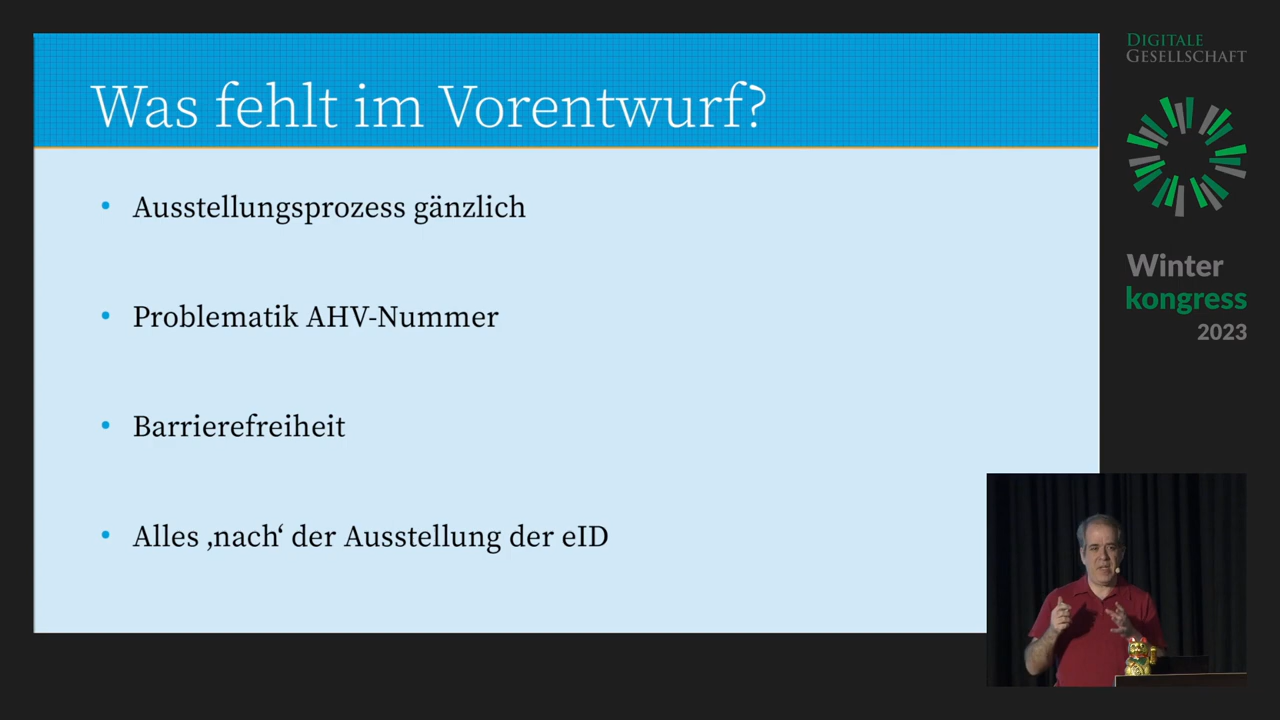 Was fehlt im Vorentwurf?
• Ausstellungsprozess gänzlich
• Problematik AHV-Nummer
• Barrierefreiheit
• Alles ‚nach‘ der Ausstellung der eID
DIGITALE
GESELLSCHAFT
Winter
kongress
2023